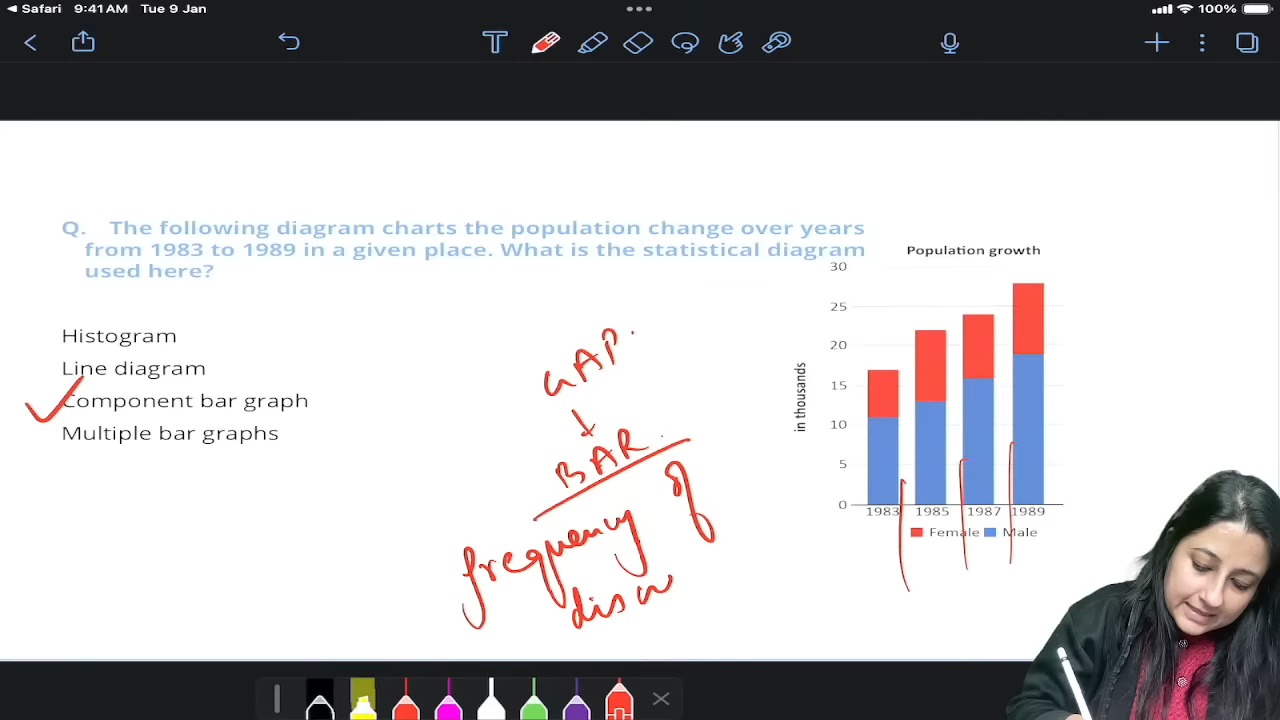 Safari 9:41 AM Tue 9 Jan
100%
T
Q. The following diagram charts the population change over years
from 1983 to 1989 in a given place. What is the statistical diagram
used here?
Histogram
Line diagram
Component bar graph
Multiple bar graphs
GAP
BAR
frequency of
disc
Population growth
in thousands
30
25
20
15
10
5
0
1983 1985 1987 1989
Female Male